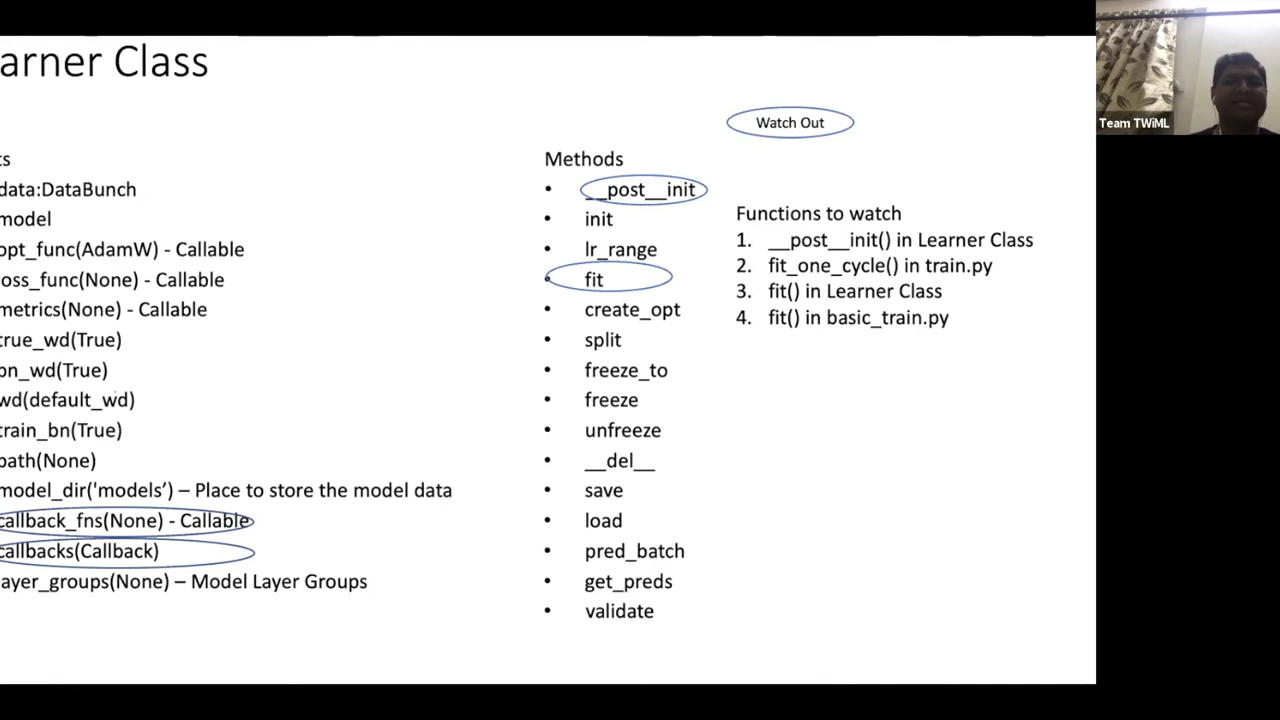 arner Class
Watch Out
ts
data:DataBunch
model
opt_func(AdamW) - Callable
oss_func(None) - Callable
metrics(None) - Callable
true_wd(True)
bn_wd(True)
wd(default_wd)
train_bn(True)
path(None)
model_dir('models’) – Place to store the model data
callback_fns(None) - Callable
callbacks(Callback)
ayer_groups(None) – Model Layer Groups
Methods
• __post__init
• init
• lr_range
• fit
• create_opt
• split
• freeze_to
• freeze
• unfreeze
• __del__
• save
• load
• pred_batch
• get_preds
• validate
Functions to watch
1. __post__init() in Learner Class
2. fit_one_cycle() in train.py
3. fit() in Learner Class
4. fit() in basic_train.py
Team TWiML